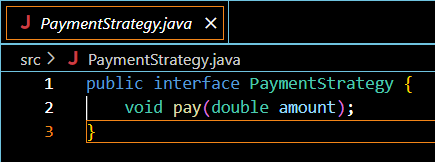 J PaymentStrategy.java ×
src > J PaymentStrategy.java
1 public interface PaymentStrategy {
2     void pay(double amount);
3 }